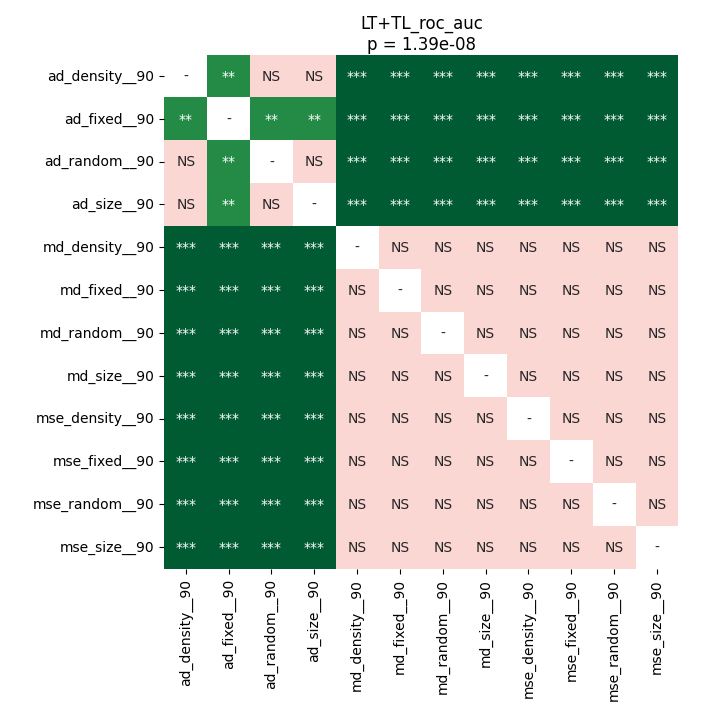 LT+TL_roc_auc
p = 1.39e-08
ad_density__90 - ** NS NS *** *** *** *** *** *** *** ***
ad_fixed__90 ** - ** ** *** *** *** *** *** *** *** ***
ad_random__90 NS ** - NS *** *** *** *** *** *** *** ***
ad_size__90 NS ** NS - *** *** *** *** *** *** *** ***
md_density__90 *** *** *** *** - NS NS NS NS NS NS NS
md_fixed__90 *** *** *** *** NS - NS NS NS NS NS NS
md_random__90 *** *** *** *** NS NS - NS NS NS NS NS
md_size__90 *** *** *** *** NS NS NS - NS NS NS NS
mse_density__90 *** *** *** *** NS NS NS NS - NS NS NS
mse_fixed__90 *** *** *** *** NS NS NS NS NS - NS NS
mse_random__90 *** *** *** *** NS NS NS NS NS NS - NS
mse_size__90 *** *** *** *** NS NS NS NS NS NS NS -
ad_density__90
ad_fixed__90
ad_random__90
ad_size__90
md_density__90
md_fixed__90
md_random__90
md_size__90
mse_density__90
mse_fixed__90
mse_random__90
mse_size__90